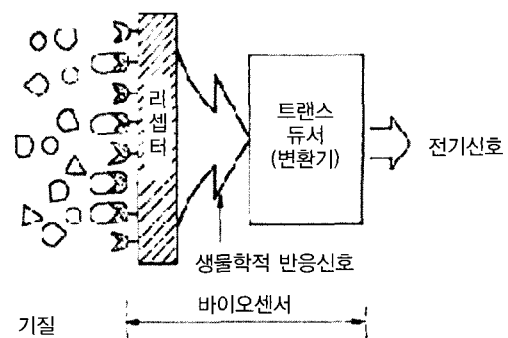 리
셉
터
트랜스
듀서
(변환기)
전기신호
생물학적 반응신호
바이오센서
기질